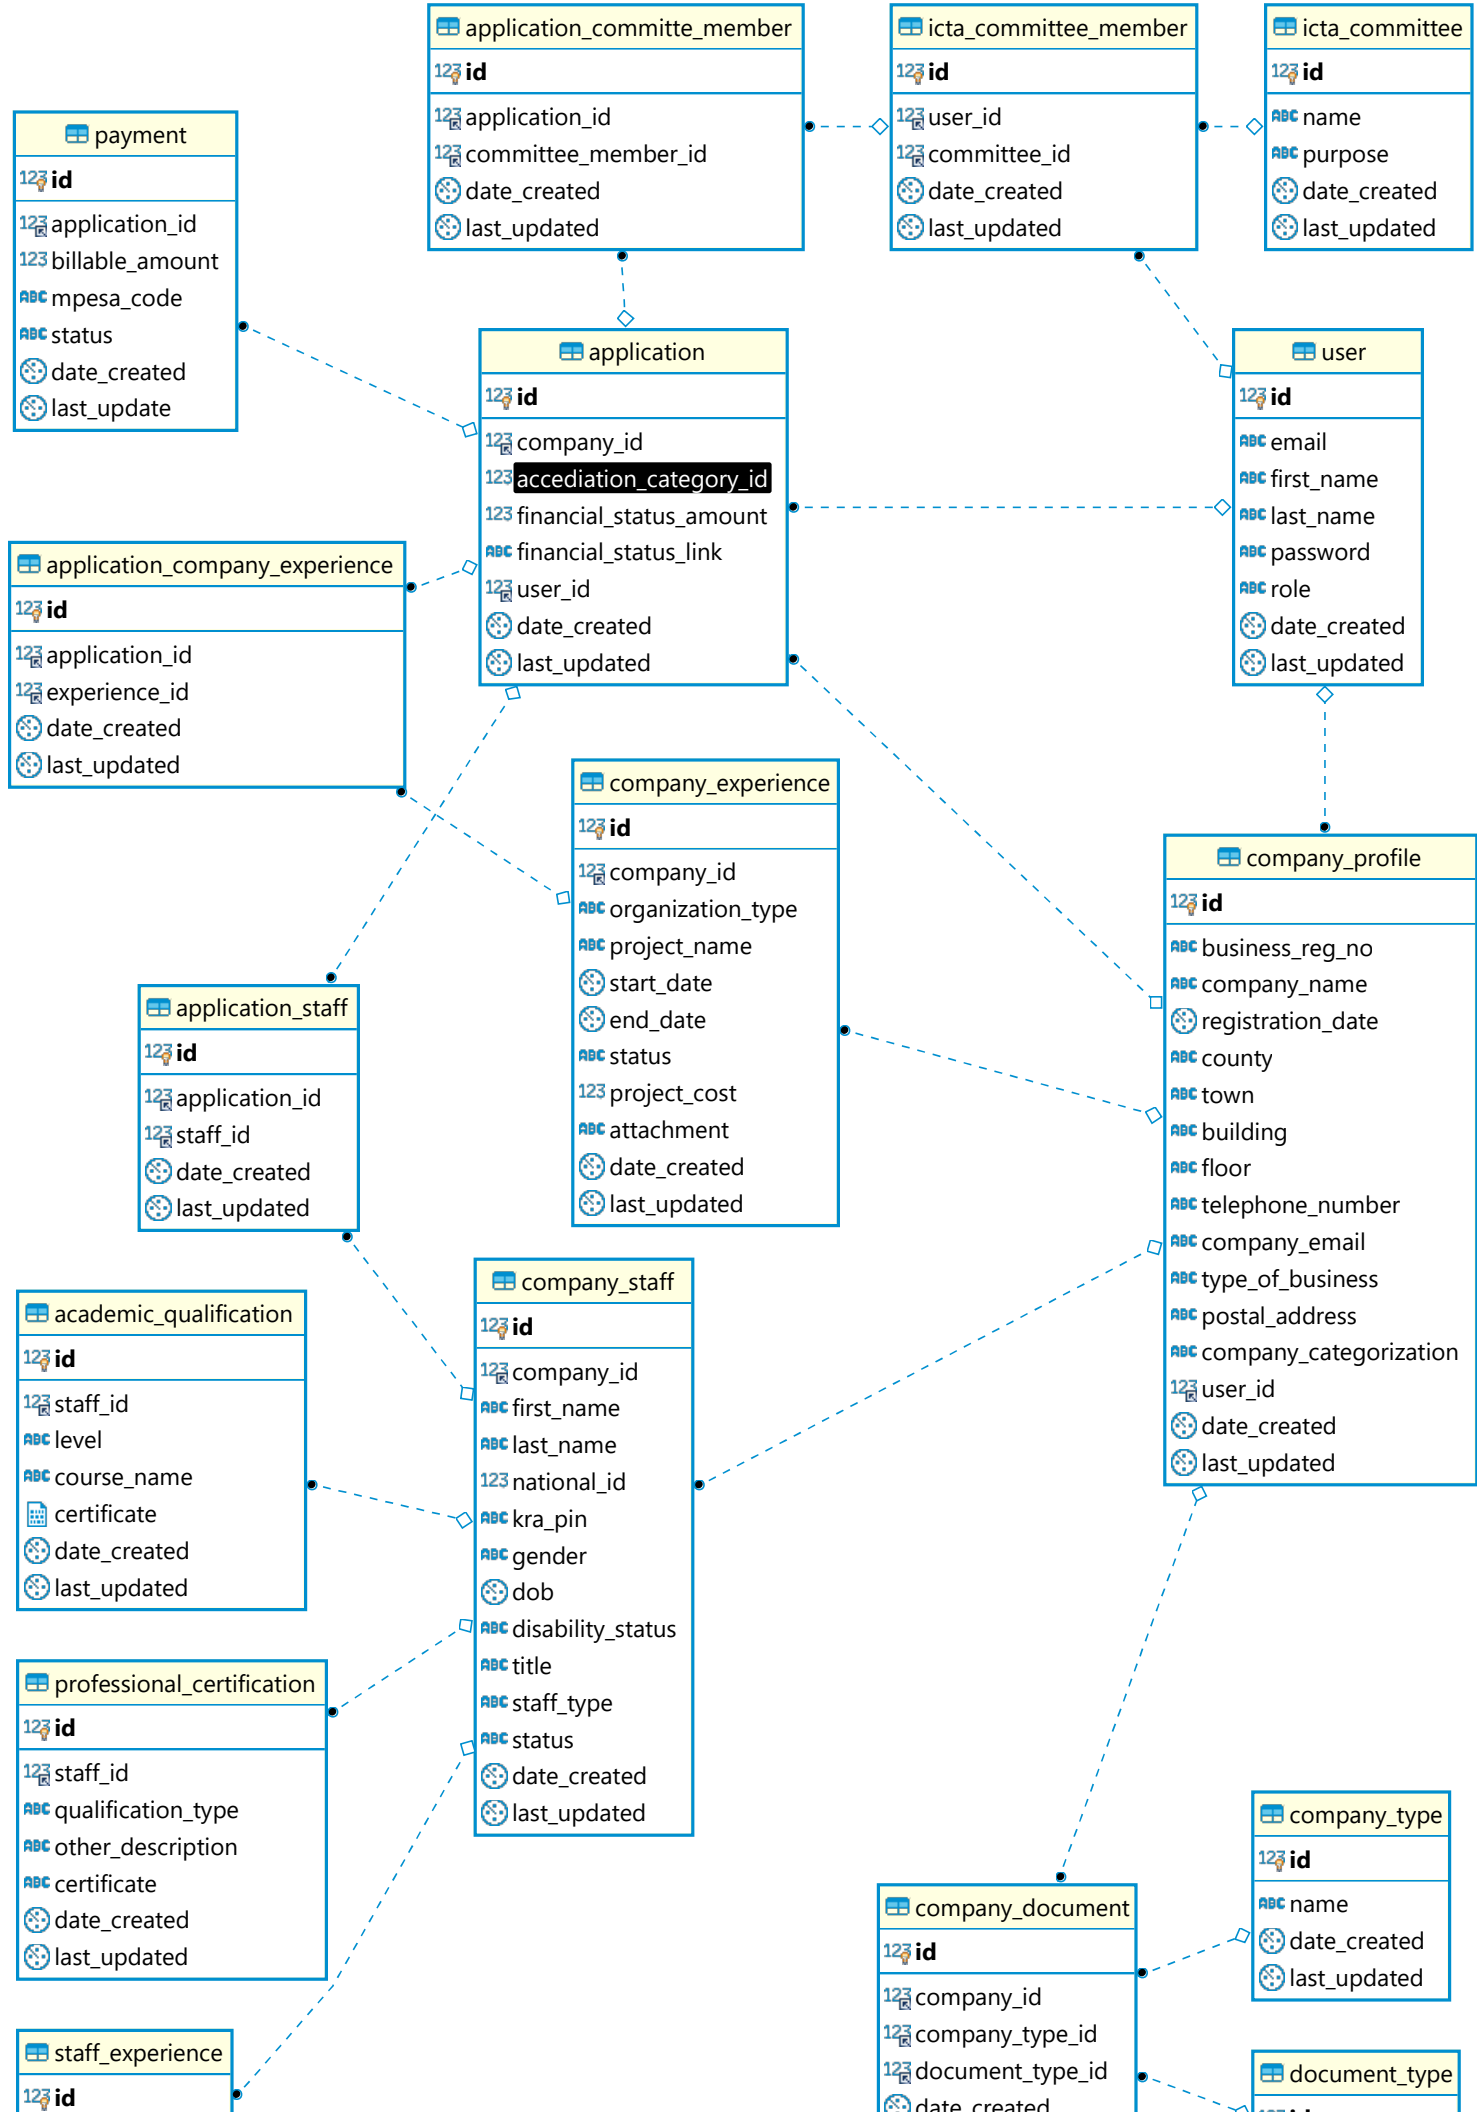 application_committe_member
id
application_id
committee_member_id
date_created
last_updated
icta_committee_member
id
user_id
committee_id
date_created
last_updated
icta_committee
id
name
purpose
date_created
last_updated
payment
id
application_id
billable_amount
mpesa_code
status
date_created
last_update
application
id
company_id
accediation_category_id
financial_status_amount
financial_status_link
user_id
date_created
last_updated
user
id
email
first_name
last_name
password
role
date_created
last_updated
application_company_experience
id
application_id
experience_id
date_created
last_updated
company_experience
id
company_id
organization_type
project_name
start_date
end_date
status
project_cost
attachment
date_created
last_updated
company_profile
id
business_reg_no
company_name
registration_date
county
town
building
floor
telephone_number
company_email
type_of_business
postal_address
company_categorization
user_id
date_created
last_updated
application_staff
id
application_id
staff_id
date_created
last_updated
company_staff
id
company_id
first_name
last_name
national_id
kra_pin
gender
dob
disability_status
title
staff_type
status
date_created
last_updated
academic_qualification
id
staff_id
level
course_name
certificate
date_created
last_updated
professional_certification
id
staff_id
qualification_type
other_description
certificate
date_created
last_updated
staff_experience
id
company_document
id
company_id
company_type_id
document_type_id
date_created
company_type
id
name
date_created
last_updated
document_type